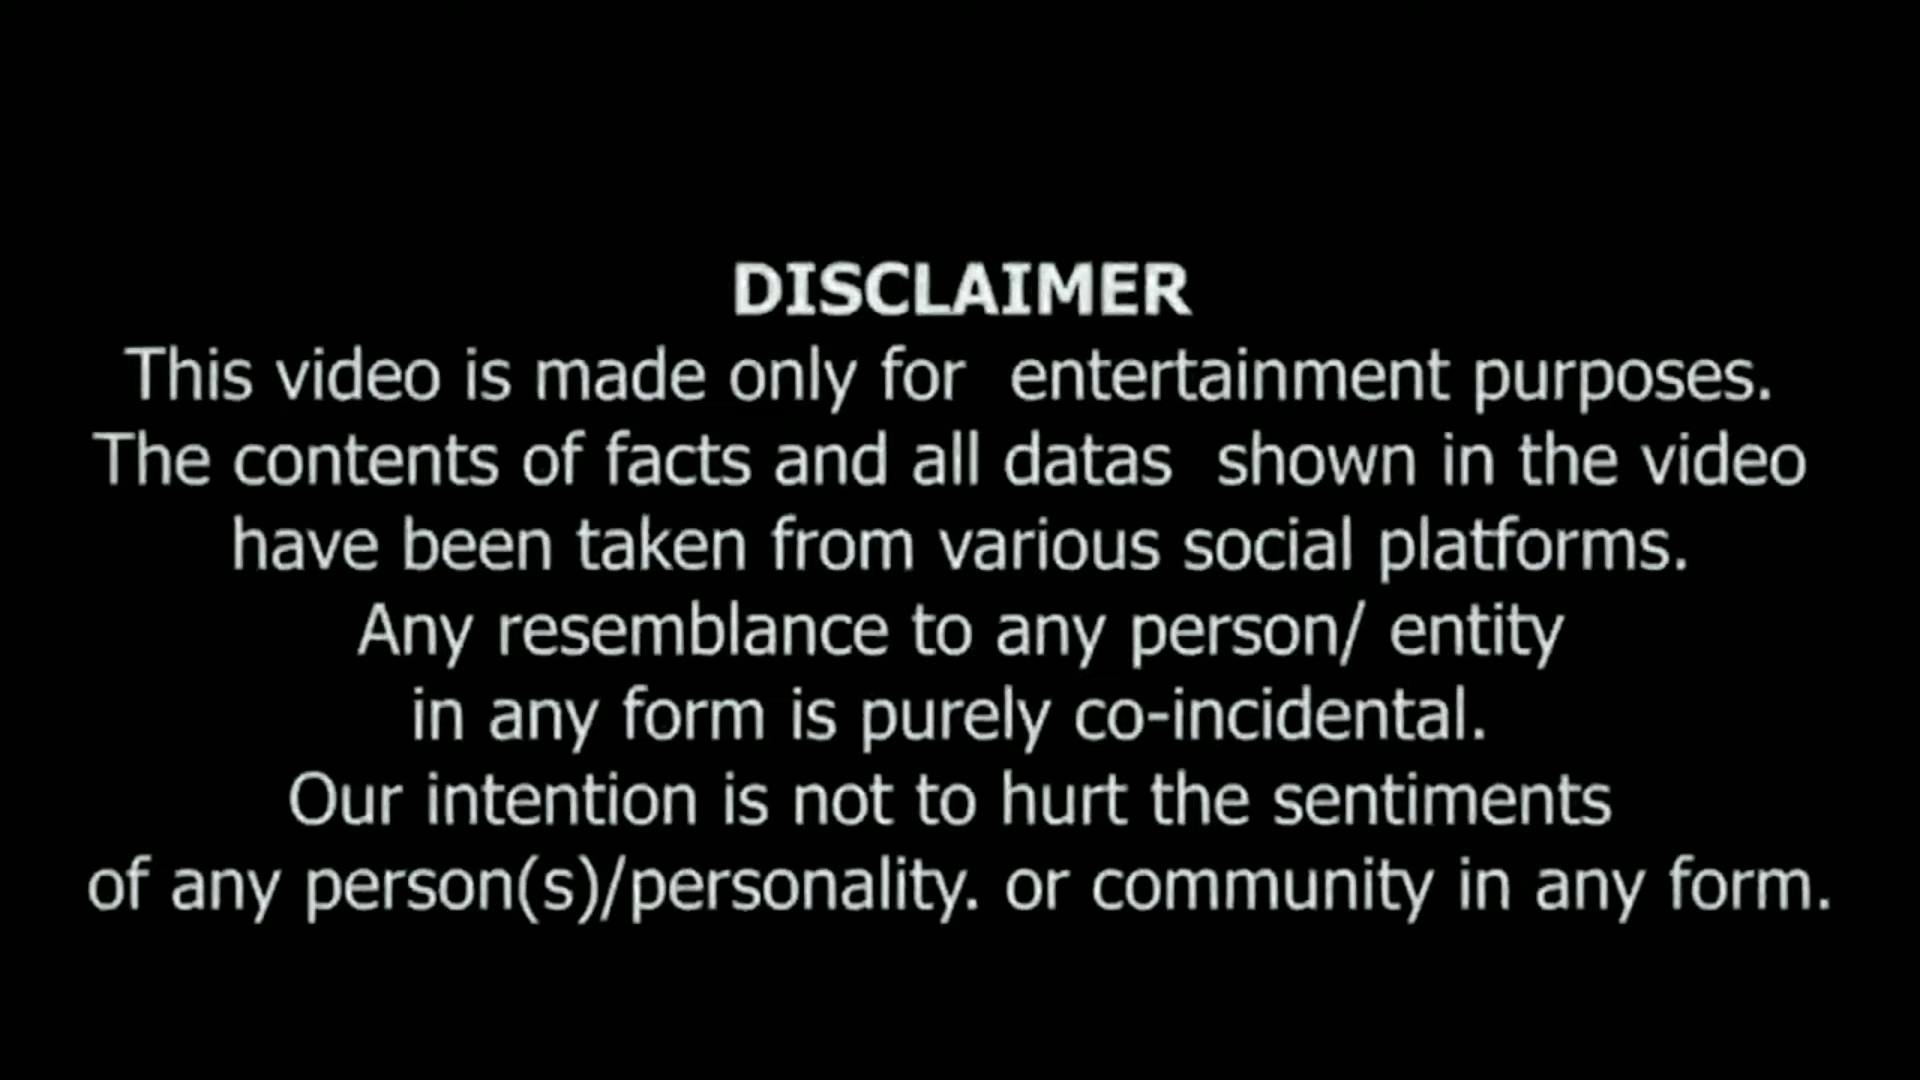 DISCLAIMER
This video is made only for entertainment purposes.
The contents of facts and all datas shown in the video
have been taken from various social platforms.
Any resemblance to any person/ entity
in any form is purely co-incidental.
Our intention is not to hurt the sentiments
of any person(s)/personality. or community in any form.